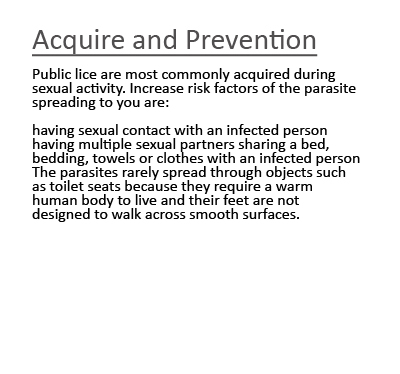 Acquire and Prevention
Public lice are most commonly acquired during
sexual activity. Increase risk factors of the parasite
spreading to you are:
having sexual contact with an infected person
having multiple sexual partners sharing a bed,
bedding, towels or clothes with an infected person
The parasites rarely spread through objects such
as toilet seats because they require a warm
human body to live and their feet are not
designed to walk across smooth surfaces.